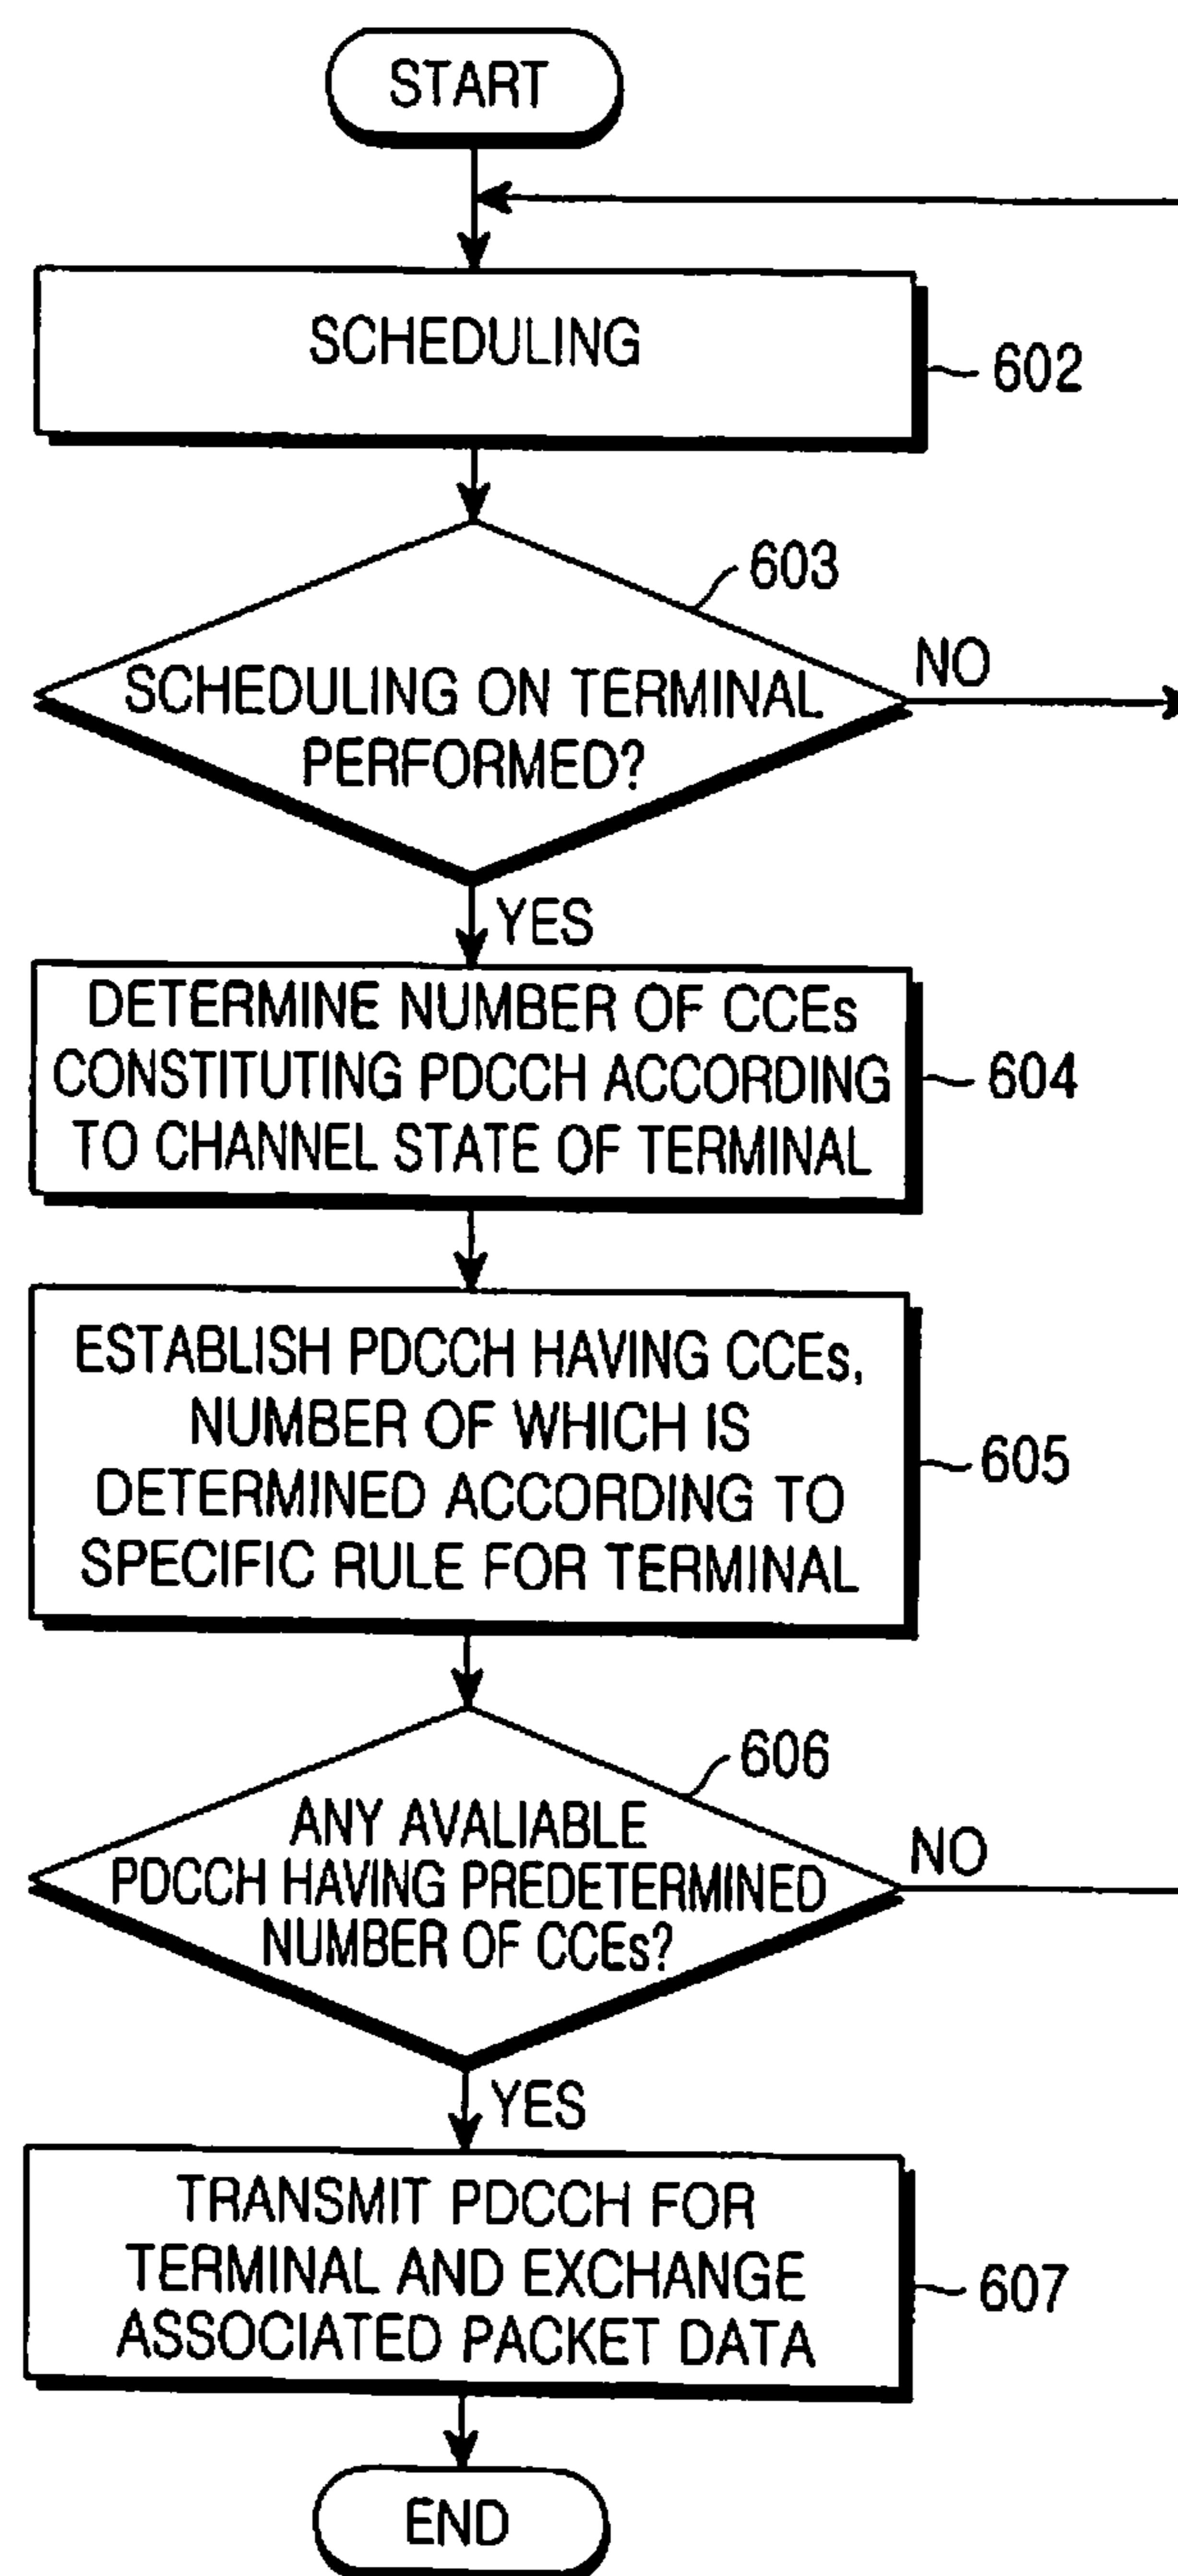 START
SCHEDULING
602
603
SCHEDULING ON TERMINAL
PERFORMED?
NO
YES
DETERMINE NUMBER OF CCEs
CONSTITUTING PDCCH ACCORDING
TO CHANNEL STATE OF TERMINAL
604
ESTABLISH PDCCH HAVING CCEs,
NUMBER OF WHICH IS
DETERMINED ACCORDING TO
SPECIFIC RULE FOR TERMINAL
605
606
ANY AVALIABLE
PDCCH HAVING PREDETERMINED
NUMBER OF CCEs?
NO
YES
TRANSMIT PDCCH FOR
TERMINAL AND EXCHANGE
ASSOCIATED PACKET DATA
607
END